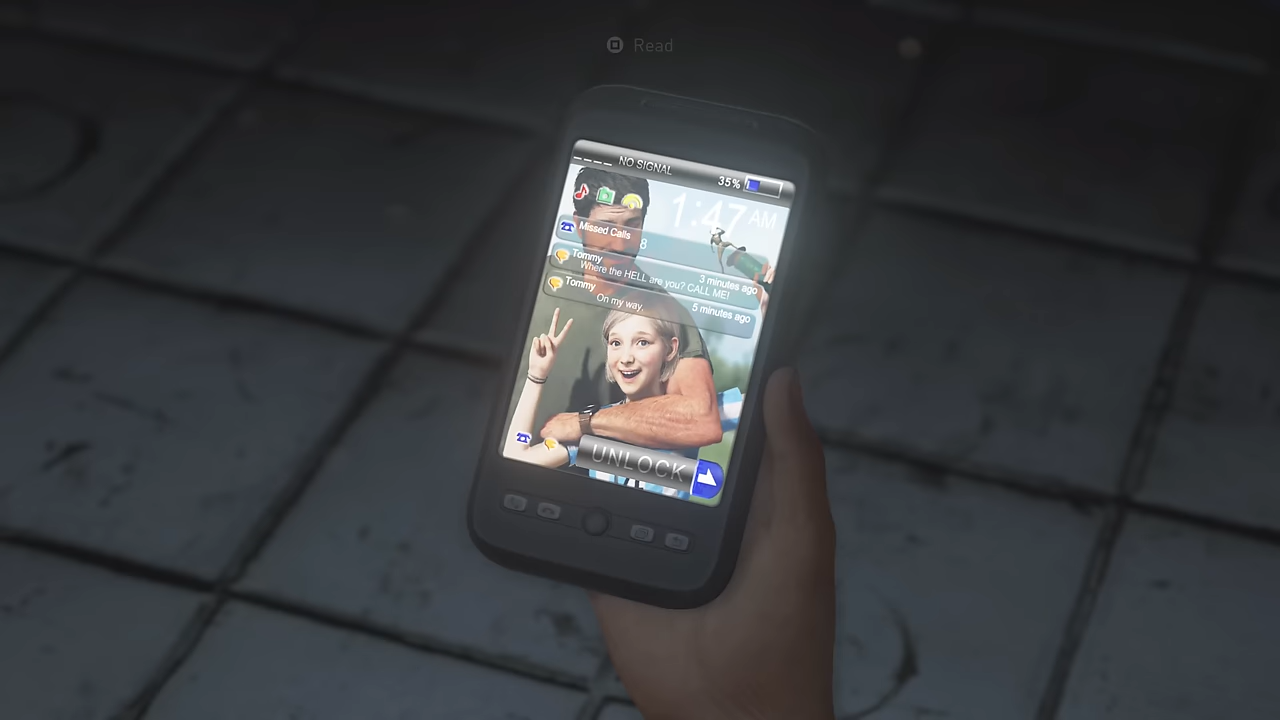 Read
NO SIGNAL 35%
1:47 AM
Missed Calls
8
Tommy
3 minutes ago
Where the HELL are you? CALL ME!
Tommy
5 minutes ago
On my way.
UNLOCK